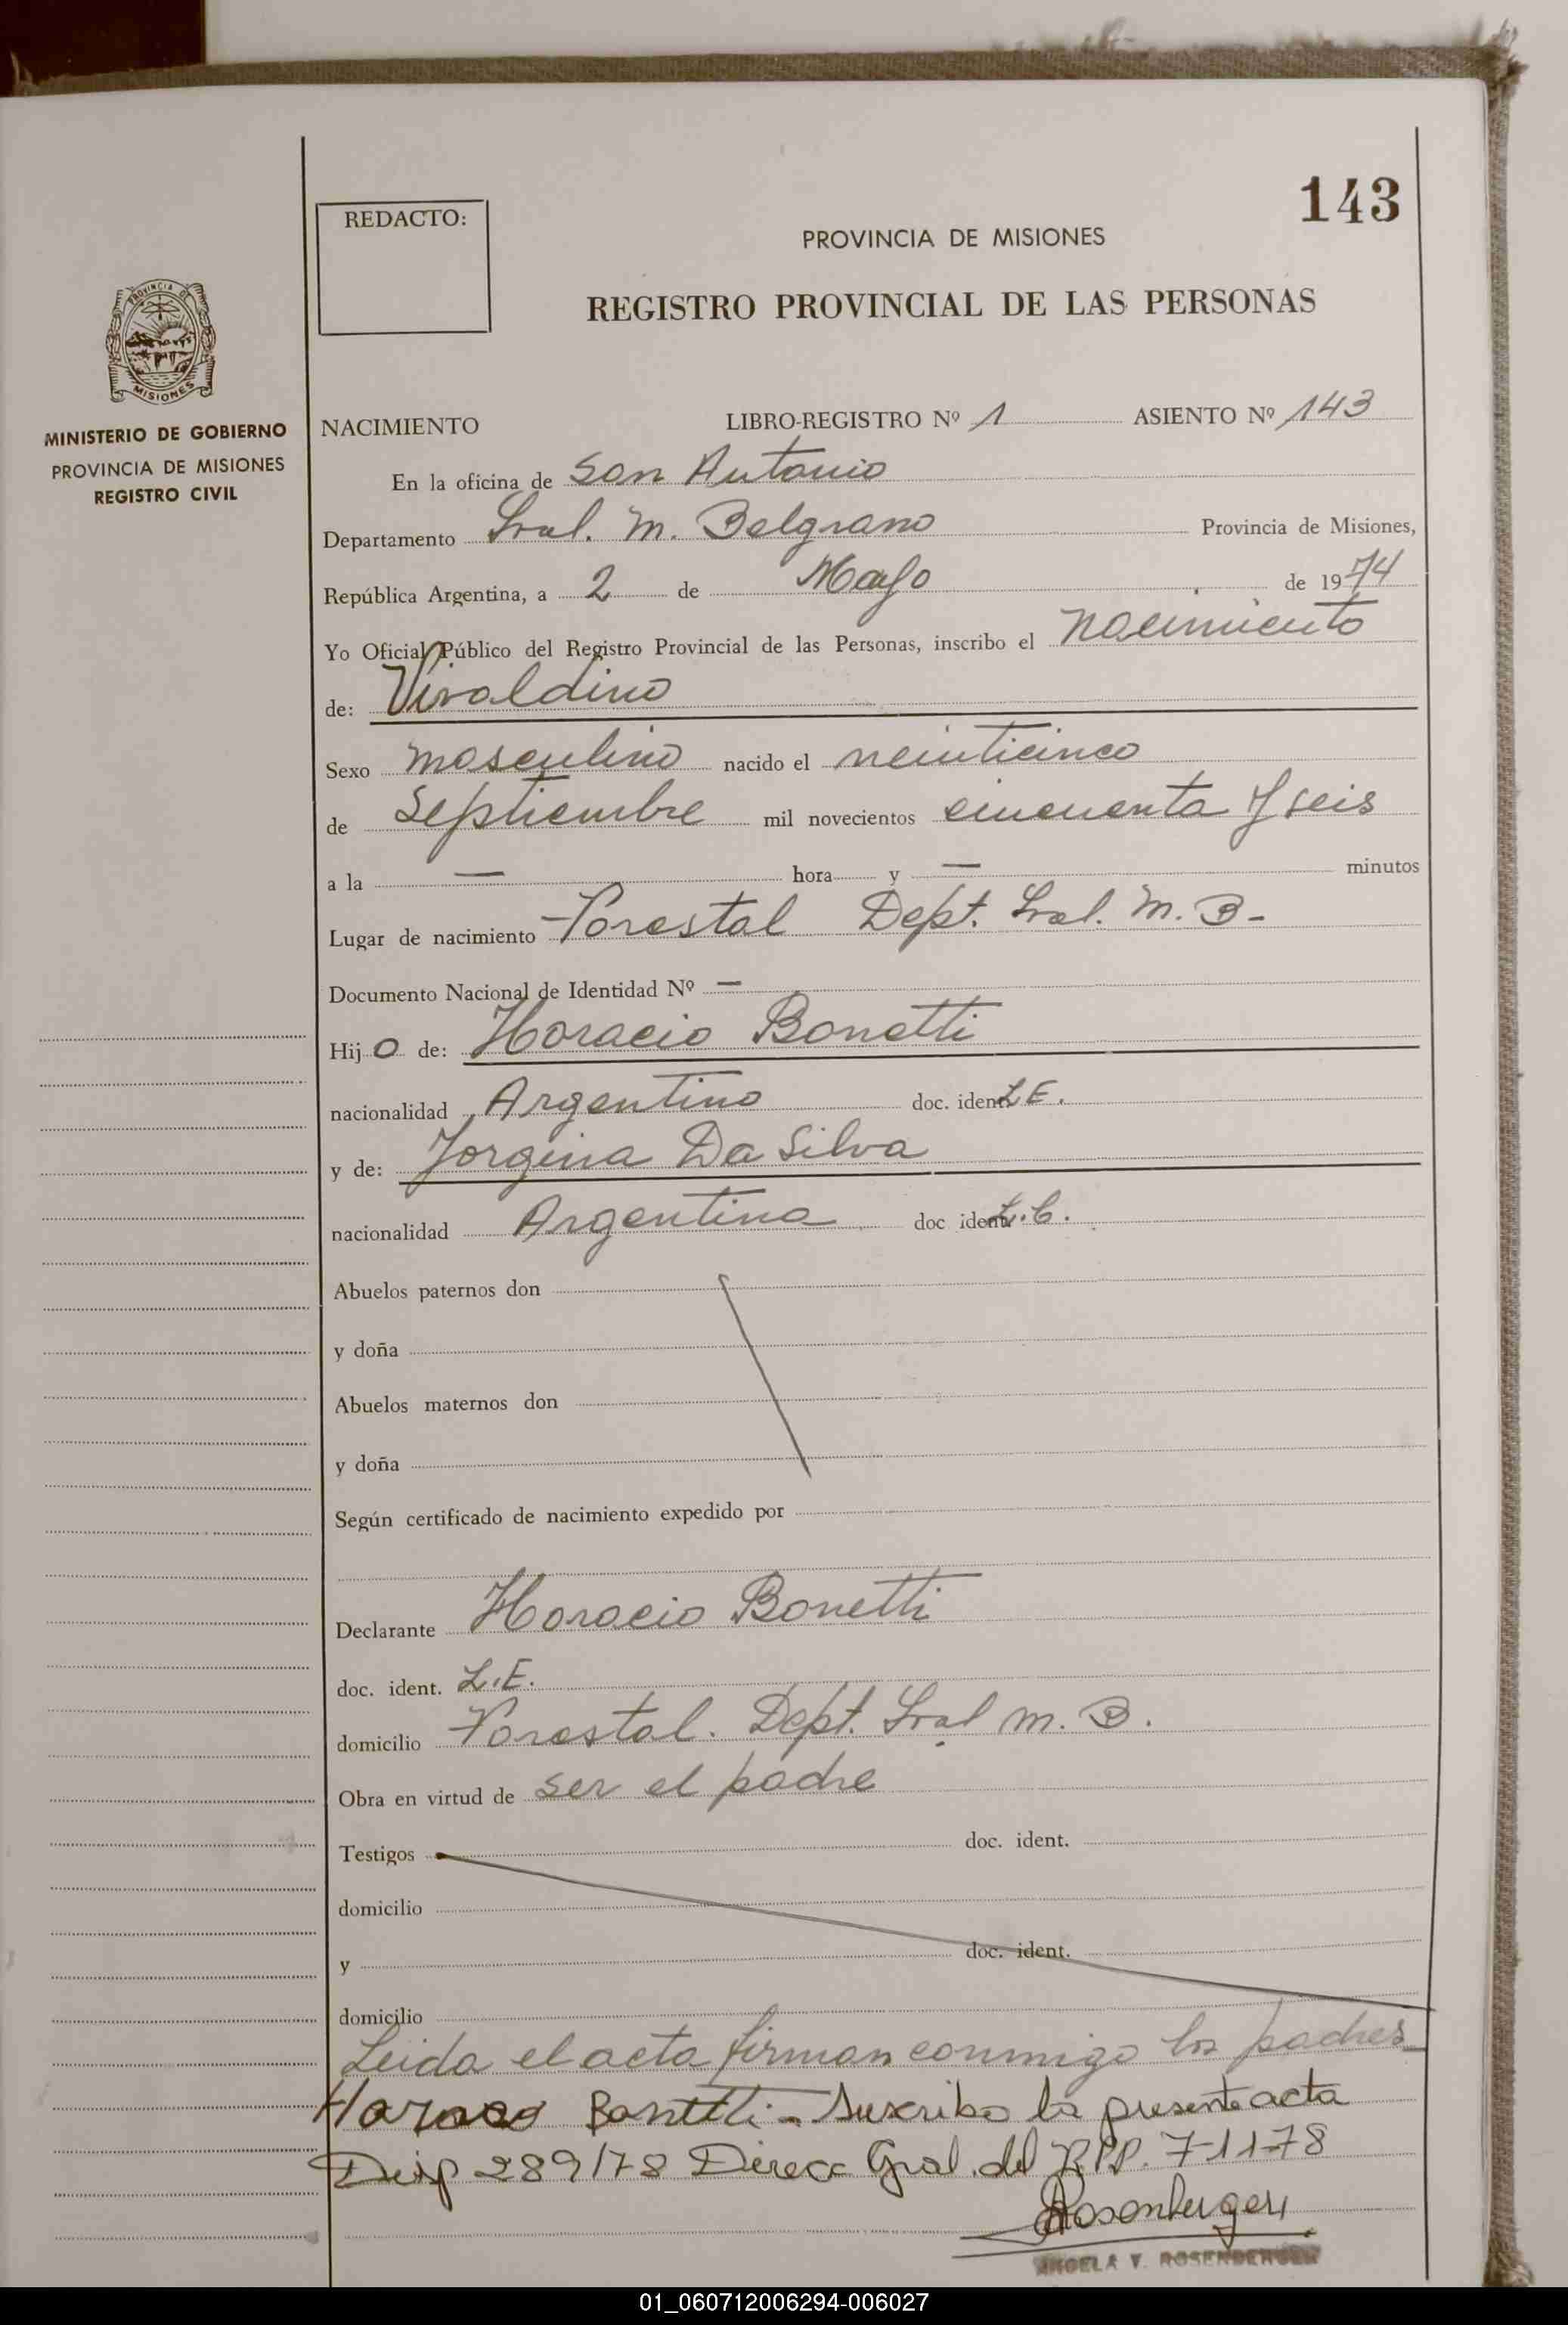 143
REDACTO:
PROVINCIA DE MISIONES
REGISTRO PROVINCIAL DE LAS PERSONAS
PROVINCIA DE
MISIONES
MINISTERIO DE GOBIERNO
PROVINCIA DE MISIONES
REGISTRO CIVIL
NACIMIENTO LIBRO-REGISTRO Nº 1 ASIENTO Nº 143
En la oficina de San Antonio
Departamento Gral. M. Belgrano Provincia de Misiones,
República Argentina, a 2 de Mayo de 1974
Yo Oficial Público del Registro Provincial de las Personas, inscribo el nacimiento
de: Vivaldino
Sexo masculino nacido el veinticinco
de Septiembre mil novecientos cincuenta y seis
a la — hora y — minutos
Lugar de nacimiento Forestal Dept. Gral. M. B-
Documento Nacional de Identidad Nº —
Hijo de: Horacio Bonetti
nacionalidad Argentino doc. ident. L E.
y de: Jorgina Da Silva
nacionalidad Argentina doc ident. L.C.
Abuelos paternos don
y doña
Abuelos maternos don
y doña
Según certificado de nacimiento expedido por
Declarante Horacio Bonetti
doc. ident. L.E.
domicilio Forestal. Dept. Gral M. B.
Obra en virtud de ser el padre
Testigos doc. ident.
domicilio
y doc. ident.
domicilio
Leida el acta firman conmigo los padres
Bonetti - Suscribo la presente acta
Disp 289/78 Direcc Gral. del RPP. 7-11-78
Rosenberger
ANGELA V. ROSENBERGER
01_060712006294-006027